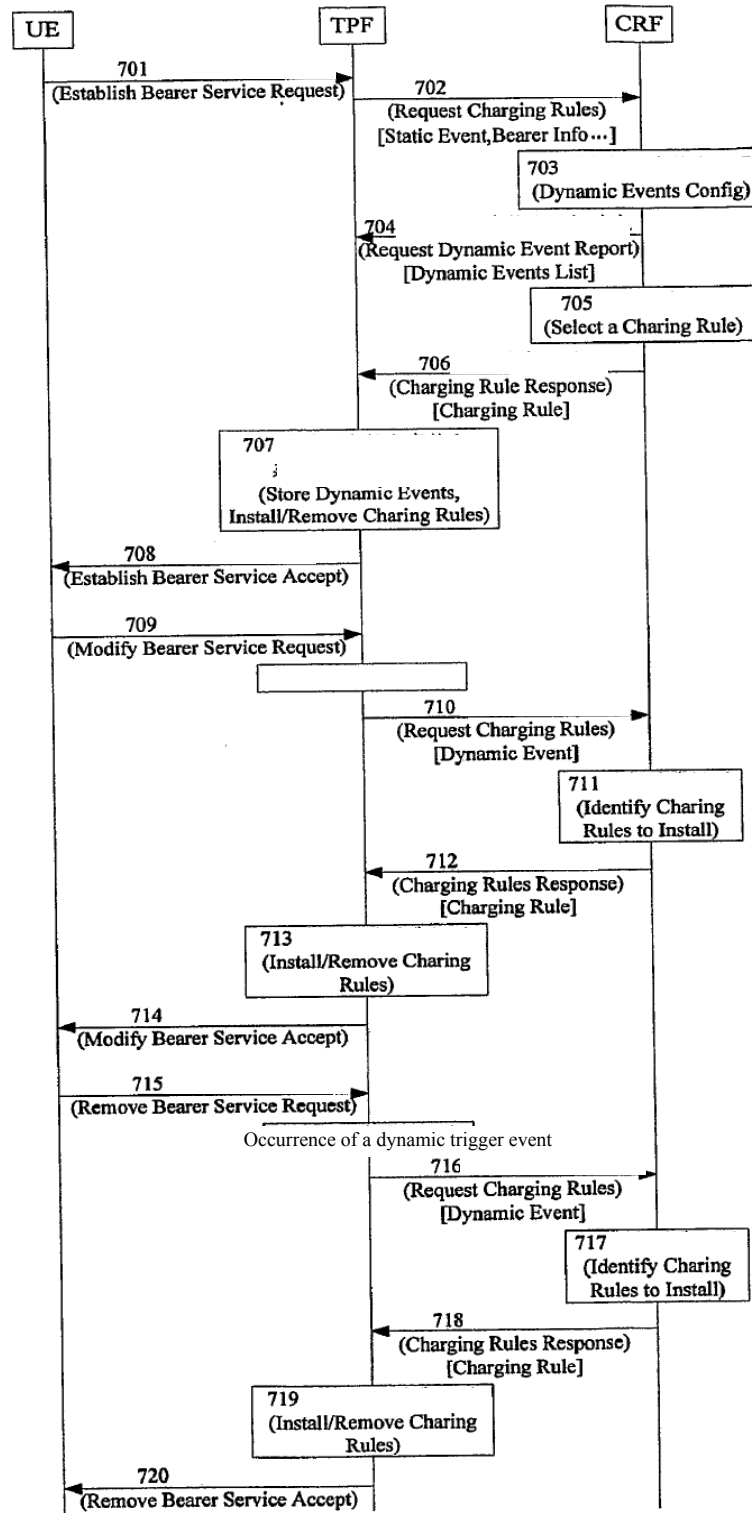 UE
TPF
CRF
701
(Establish Bearer Service Request)
702
(Request Charging Rules)
[Static Event,Bearer Info...]
703
(Dynamic Events Config)
704
(Request Dynamic Event Report)
[Dynamic Events List]
705
(Select a Charing Rule)
706
(Charging Rule Response)
[Charging Rule]
707
(Store Dynamic Events,
Install/Remove Charing Rules)
708
(Establish Bearer Service Accept)
709
(Modify Bearer Service Request)
710
(Request Charging Rules)
[Dynamic Event]
711
(Identify Charing
Rules to Install)
712
(Charging Rules Response)
[Charging Rule]
713
(Install/Remove Charing
Rules)
714
(Modify Bearer Service Accept)
715
(Remove Bearer Service Request)
Occurrence of a dynamic trigger event
716
(Request Charging Rules)
[Dynamic Event]
717
(Identify Charing
Rules to Install)
718
(Charging Rules Response)
[Charging Rule]
719
(Install/Remove Charing
Rules)
720
(Remove Bearer Service Accept)